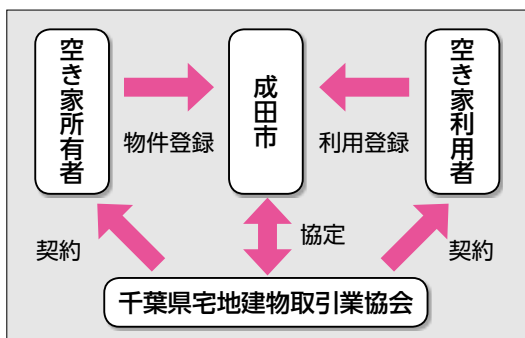 空き家所有者
成田市
空き家利用者
物件登録
利用登録
契約
協定
契約
千葉県宅地建物取引業協会